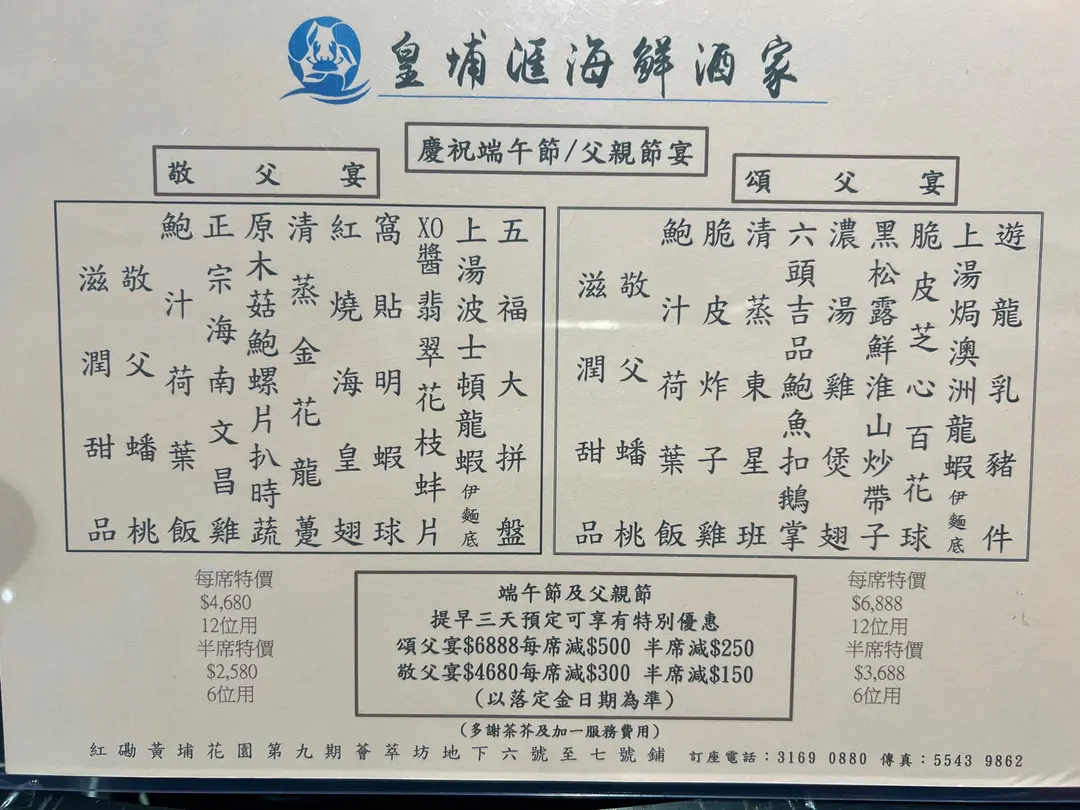 皇埔滙海鮮酒家
慶祝端午節/父親節宴
敬父宴
五福大拼盤
上湯波士頓龍蝦伊麵底
XO醬翡翠花枝蚌片
窩貼明蝦球
紅燒海皇翅
清蒸金花龍躉
原木菇鮑螺片扒時蔬
正宗海南文昌雞
鮑汁荷葉飯
敬父蟠桃
滋潤甜品
每席特價
$4,680
12位用
半席特價
$2,580
6位用
頌父宴
遊龍乳豬件
上湯焗澳洲龍蝦伊麵底
脆皮芝心百花球
黑松露鮮淮山炒帶子
濃湯雞煲翅
六頭吉品鮑魚扣鵝掌
清蒸東星班
脆皮炸子雞
鮑汁荷葉飯
敬父蟠桃
滋潤甜品
每席特價
$6,888
12位用
半席特價
$3,688
6位用
端午節及父親節
提早三天預定可享有特別優惠
頌父宴$6888每席減$500 半席減$250
敬父宴$4680每席減$300 半席減$150
(以落定金日期為準)
(多謝茶芥及加一服務費用)
紅磡黃埔花園第九期薈萃坊地下六號至七號鋪 訂座電話：3169 0880 傳真：5543 9862